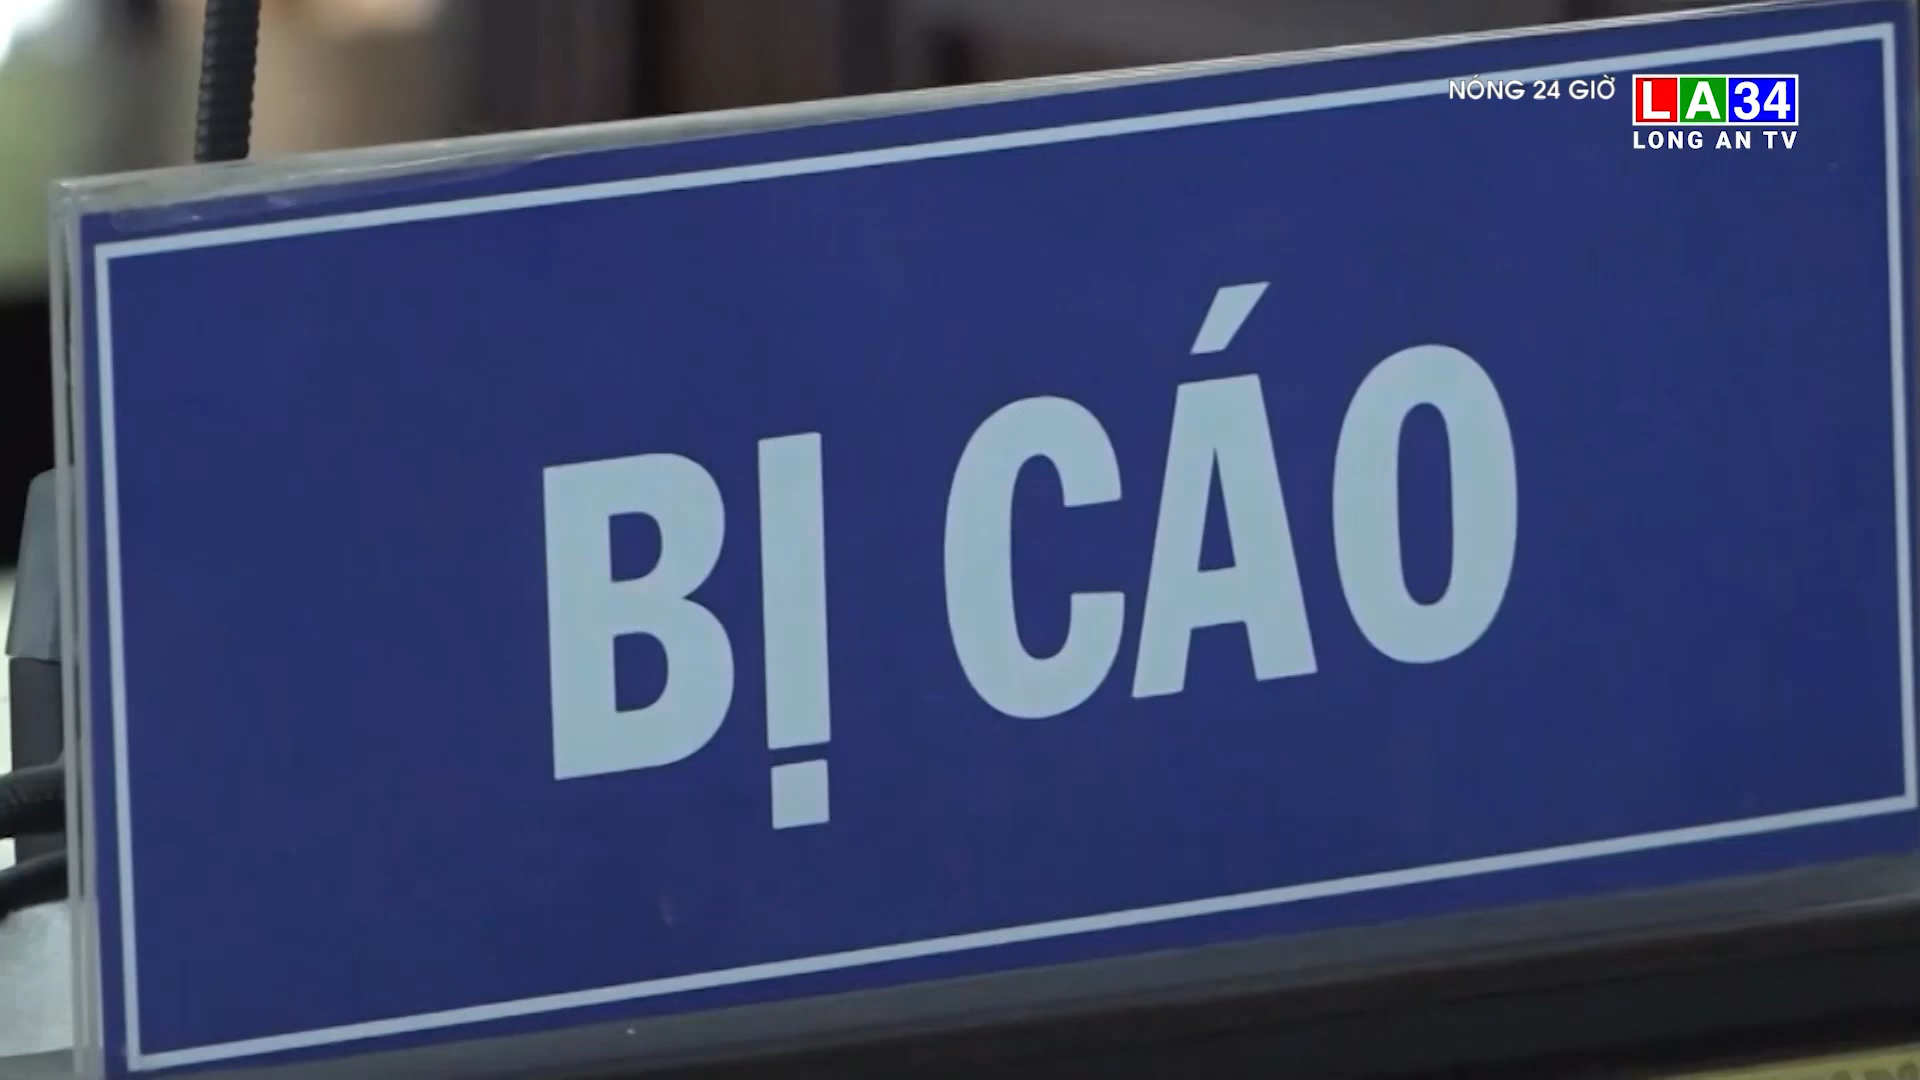 NÓNG 24 GIỜ
LA34
LONG AN TV
BỊ CÁO